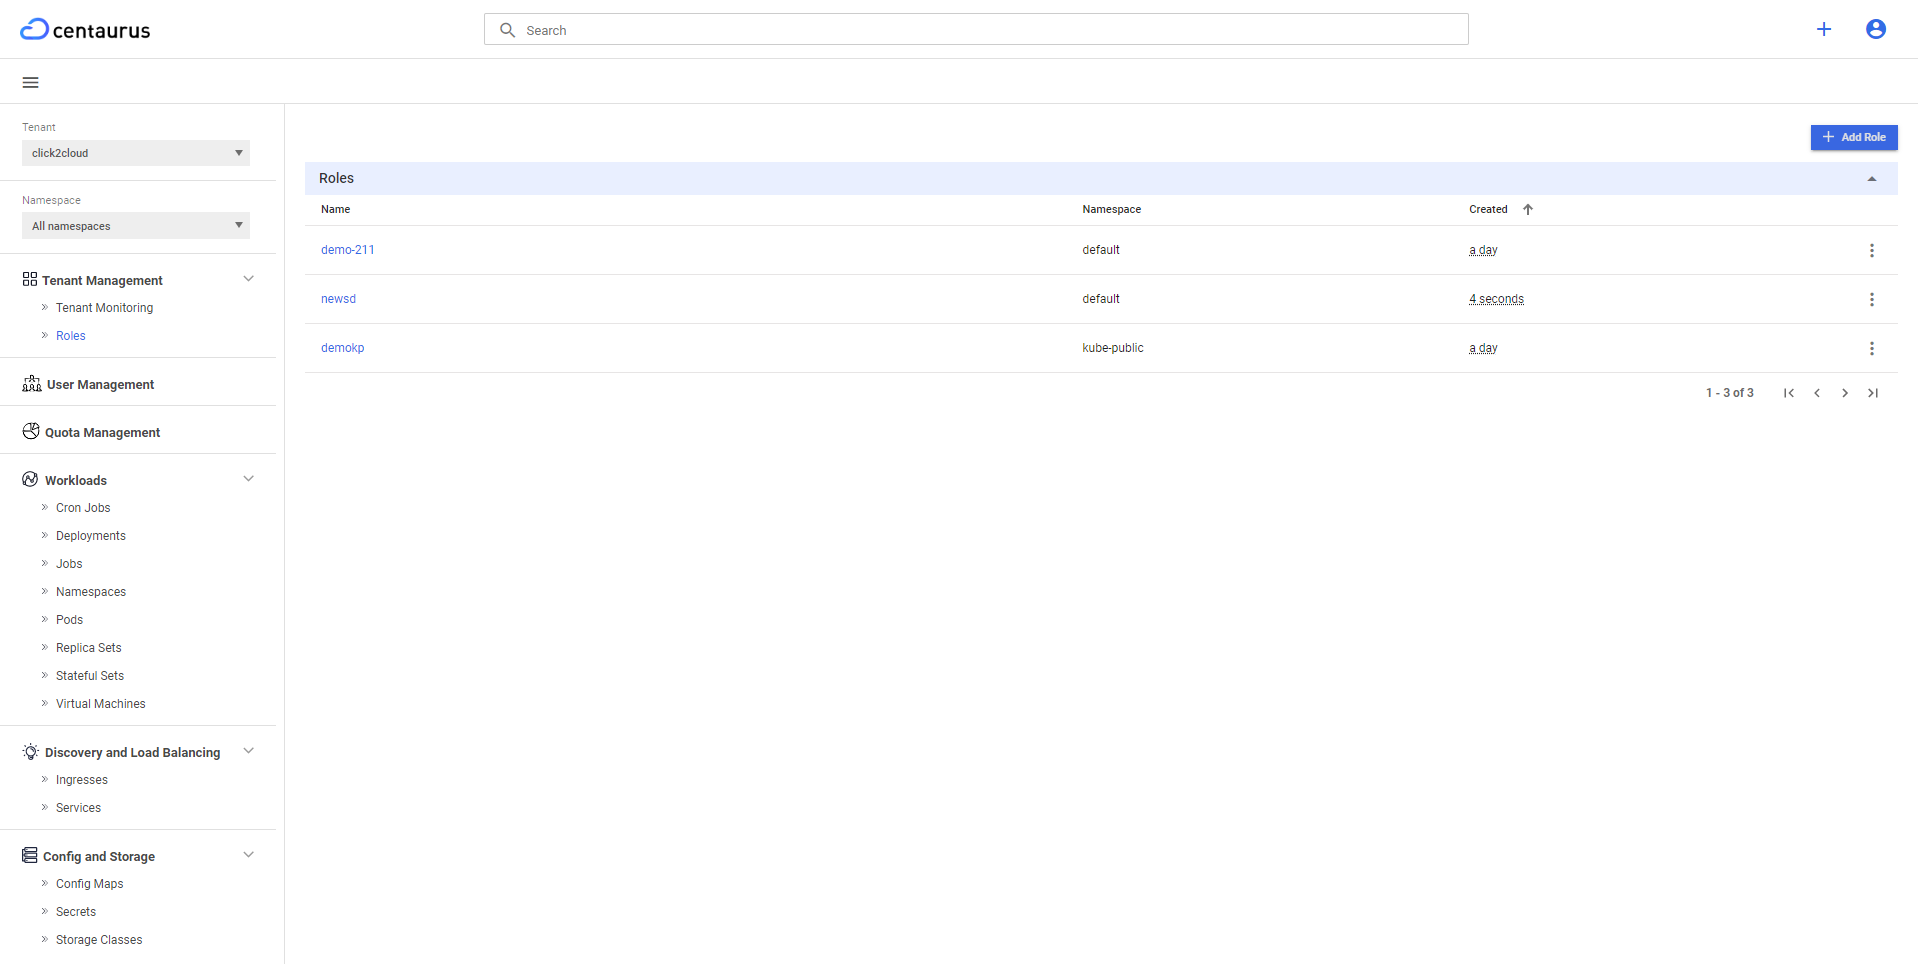 centaurus
Search
Tenant
click2cloud
Namespace
All namespaces
Tenant Management
Tenant Monitoring
Roles
User Management
Quota Management
Workloads
Cron Jobs
Deployments
Jobs
Namespaces
Pods
Replica Sets
Stateful Sets
Virtual Machines
Discovery and Load Balancing
Ingresses
Services
Config and Storage
Config Maps
Secrets
Storage Classes
Add Role
Roles
Name Namespace Created
demo-211 default a day
newsd default 4 seconds
demokp kube-public a day
1 - 3 of 3